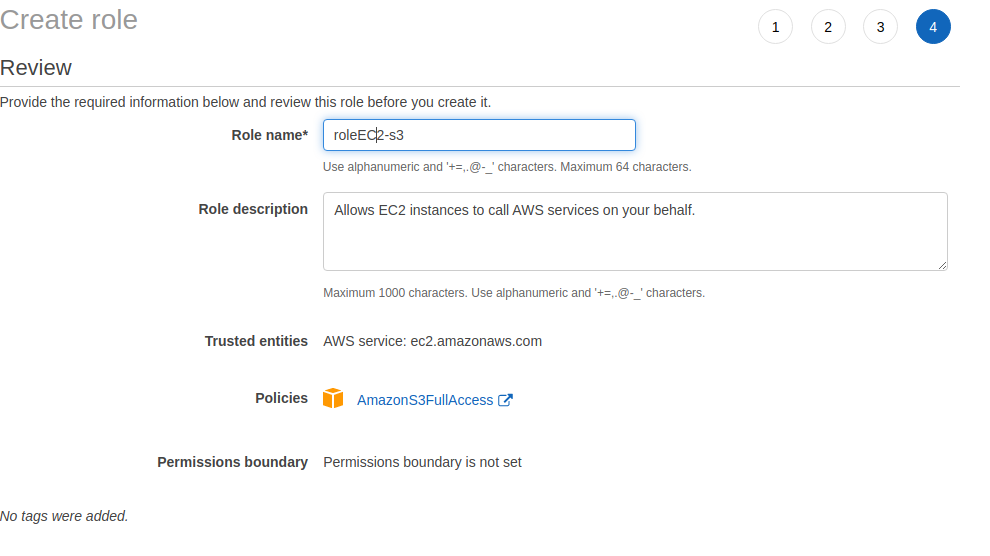 Create role
1 2 3 4
Review
Provide the required information below and review this role before you create it.
Role name* roleEC2-s3
Use alphanumeric and '+=,.@-_' characters. Maximum 64 characters.
Role description Allows EC2 instances to call AWS services on your behalf.
Maximum 1000 characters. Use alphanumeric and '+=,.@-_' characters.
Trusted entities AWS service: ec2.amazonaws.com
Policies AmazonS3FullAccess
Permissions boundary Permissions boundary is not set
No tags were added.